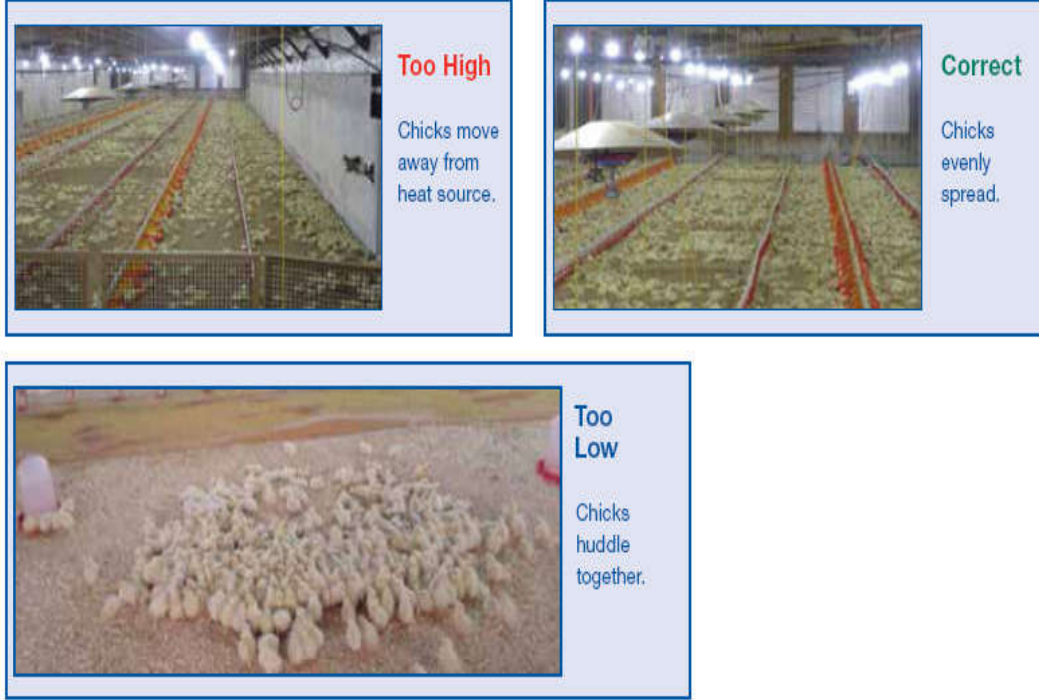 Too High
Chicks move
away from
heat source.
Correct
Chicks
evenly
spread.
Too
Low
Chicks
huddle
together.